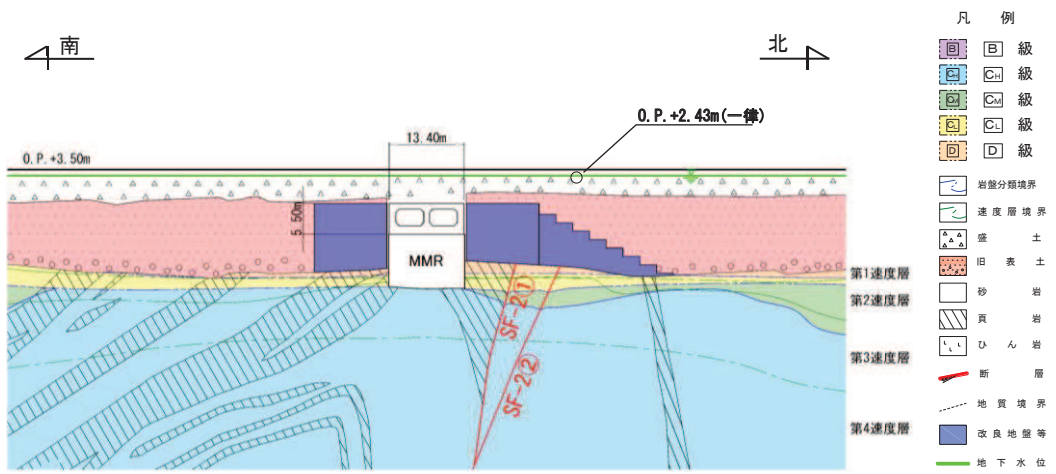 南
北
O.P.+2.43m(一律)
13.40m
O.P.+3.50m
5.50m
MMR
SF-2①
SF-2②
第1速度層
第2速度層
第3速度層
第4速度層
凡 例
B B 級
CH CH 級
CM CM 級
CL CL 級
D D 級
岩盤分類境界
速度層境界
盛 土
旧 表 土
砂 岩
頁 岩
ひ ん 岩
断 層
地 質 境 界
改 良 地 盤 等
地 下 水 位